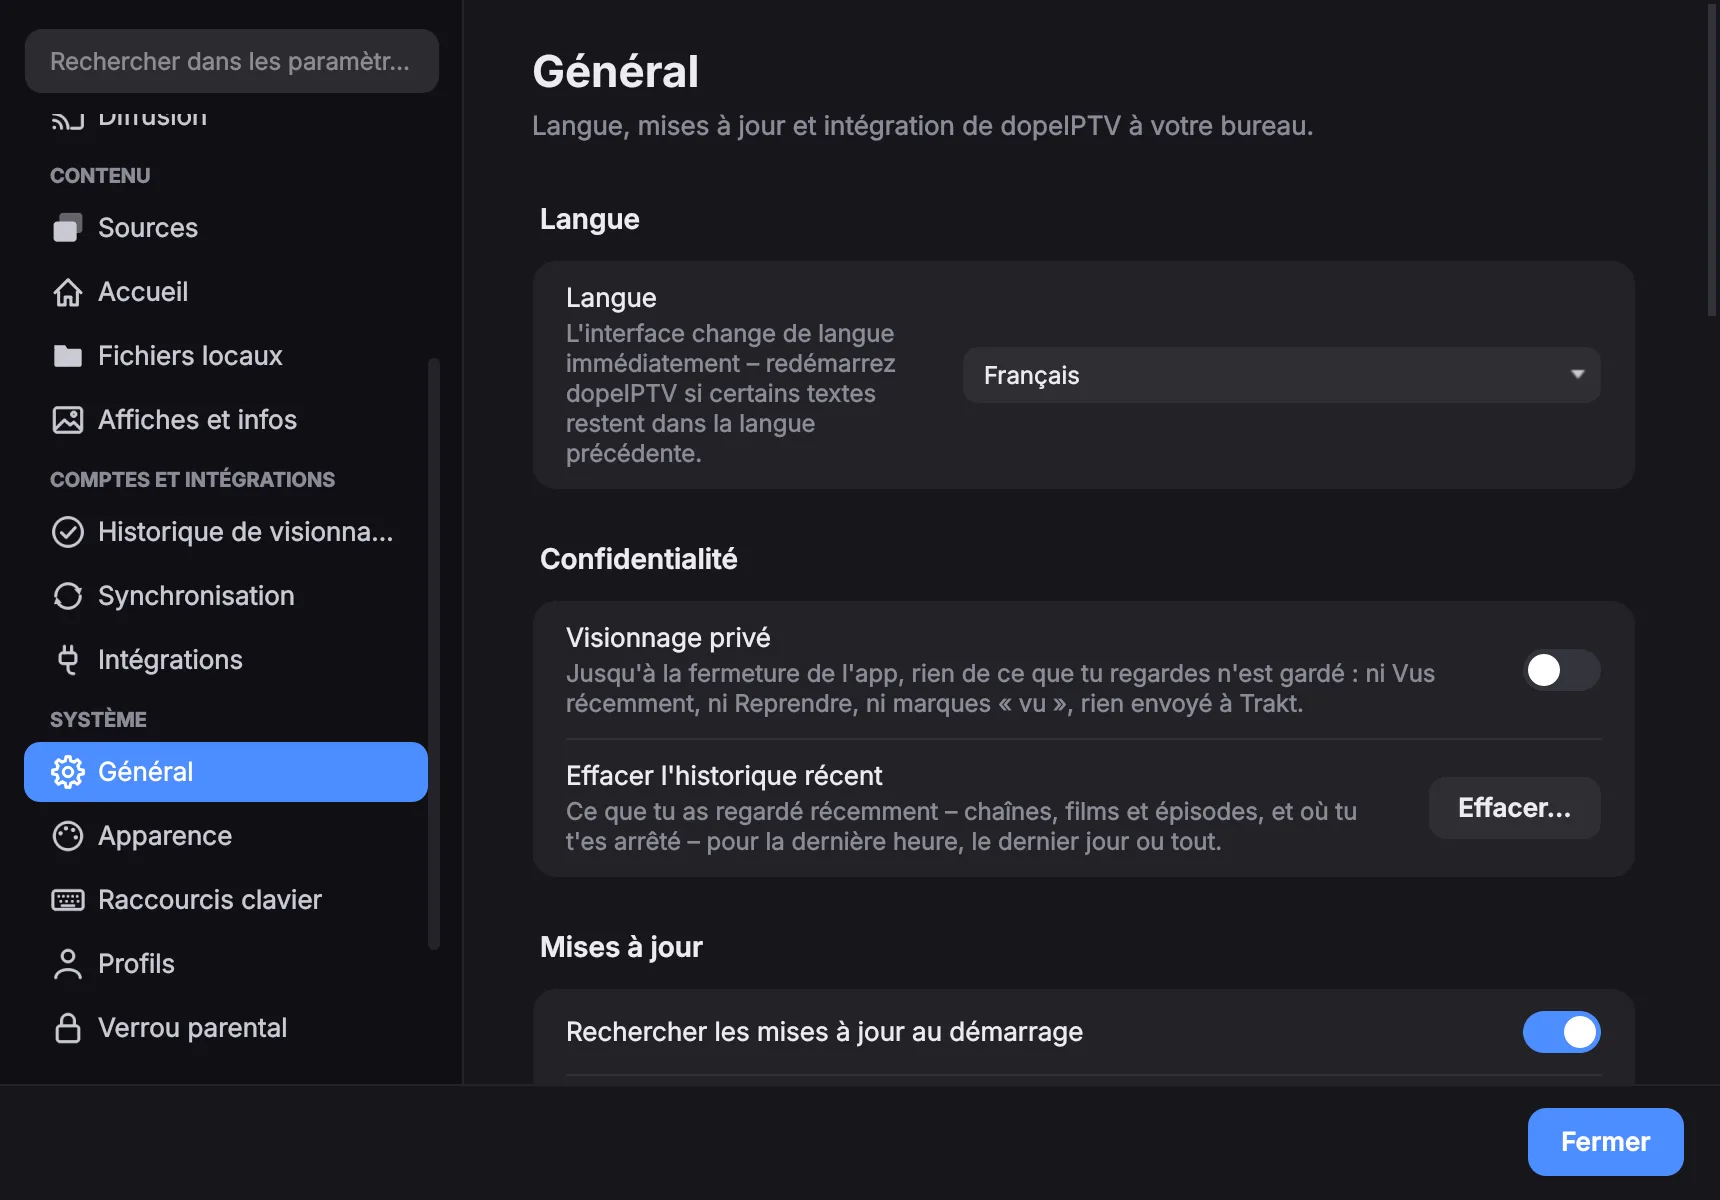 Rechercher dans les paramètr...
Diffusion
CONTENU
Sources
Accueil
Fichiers locaux
Affiches et infos
COMPTES ET INTÉGRATIONS
Historique de visionna...
Synchronisation
Intégrations
SYSTÈME
Général
Apparence
Raccourcis clavier
Profils
Verrou parental
Général
Langue, mises à jour et intégration de dopeIPTV à votre bureau.
Langue
Langue
L'interface change de langue
immédiatement – redémarrez
dopeIPTV si certains textes
restent dans la langue
précédente.
Français
Confidentialité
Visionnage privé
Jusqu'à la fermeture de l'app, rien de ce que tu regardes n'est gardé : ni Vus
récemment, ni Reprendre, ni marques « vu », rien envoyé à Trakt.
Effacer l'historique récent
Ce que tu as regardé récemment – chaînes, films et épisodes, et où tu
t'es arrêté – pour la dernière heure, le dernier jour ou tout.
Effacer...
Mises à jour
Rechercher les mises à jour au démarrage
Fermer